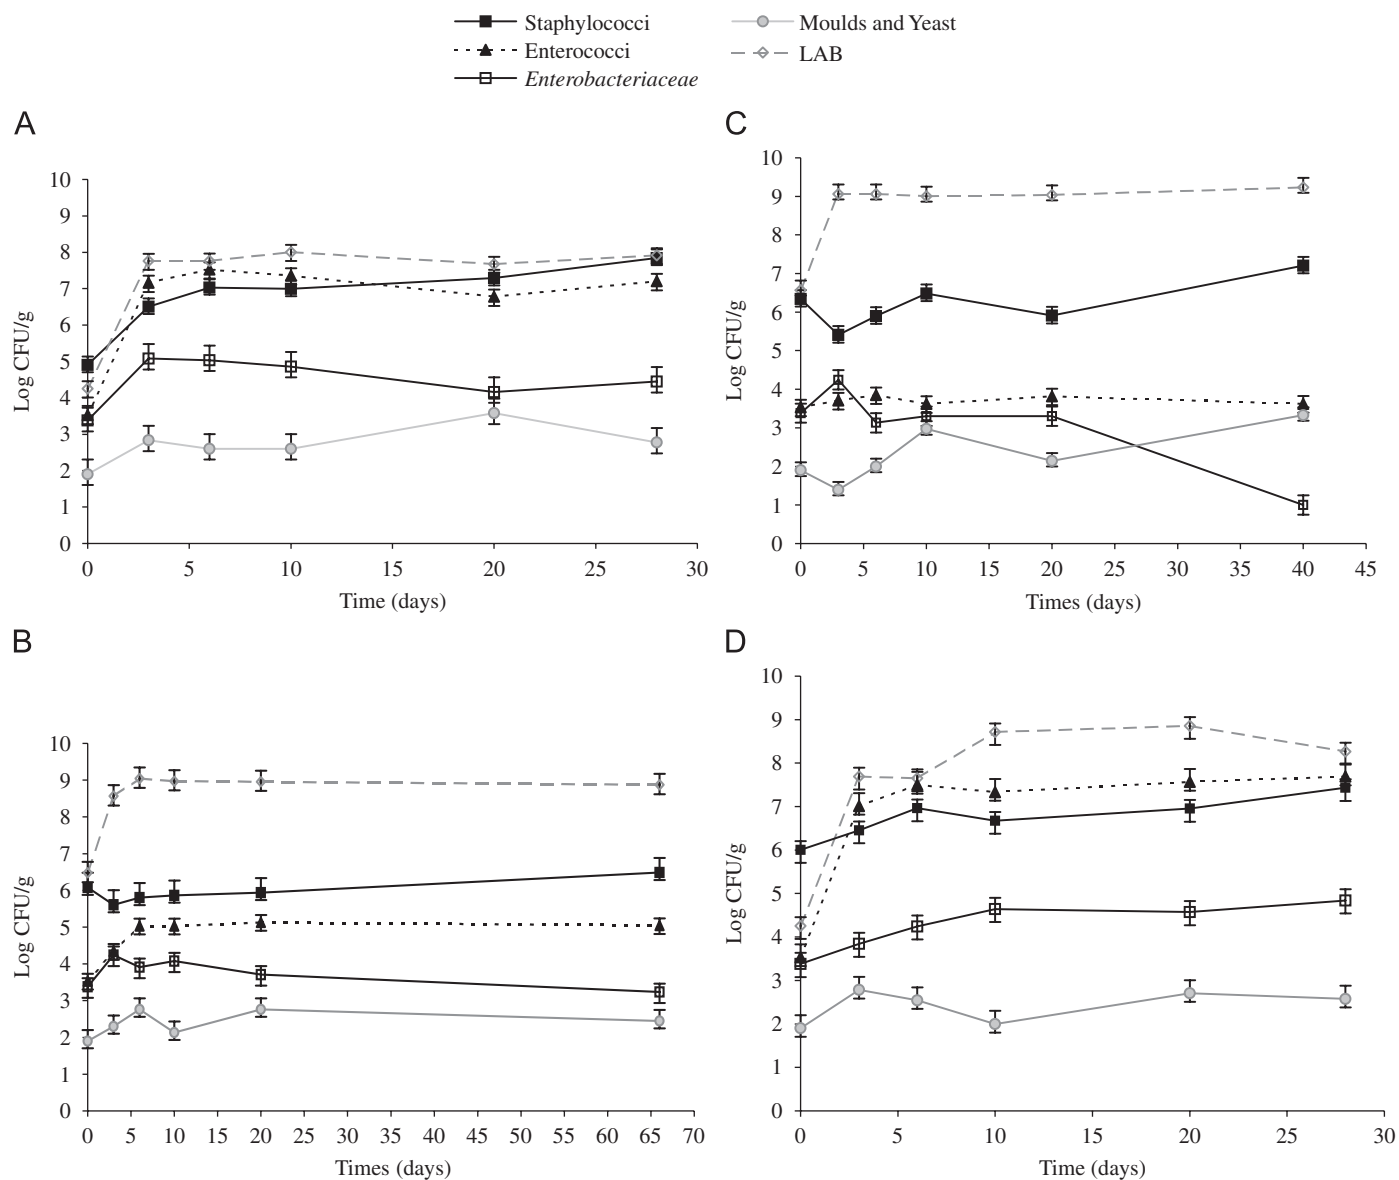 Staphylococci
Enterococci
Enterobacteriaceae
Moulds and Yeast
LAB
A
10
9
8
7
6
5
4
3
2
1
0
Log CFU/g
0 5 10 15 20 25 30
Time (days)
C
10
9
8
7
6
5
4
3
2
1
0
Log CFU/g
0 5 10 15 20 25 30 35 40 45
Times (days)
B
10
9
8
7
6
5
4
3
2
1
0
Log CFU/g
0 5 10 15 20 25 30 35 40 45 50 55 60 65 70
Times (days)
D
10
9
8
7
6
5
4
3
2
1
0
Log CFU/g
0 5 10 15 20 25 30
Time (days)